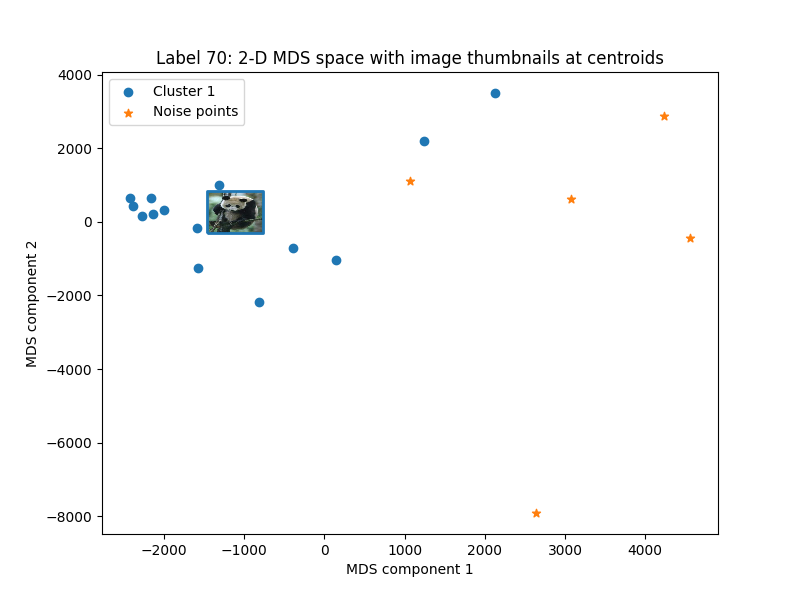 Label 70: 2-D MDS space with image thumbnails at centroids
4000
2000
0
−2000
−4000
−6000
−8000
MDS component 2
Cluster 1
Noise points
−2000
−1000
0
1000
2000
3000
4000
MDS component 1